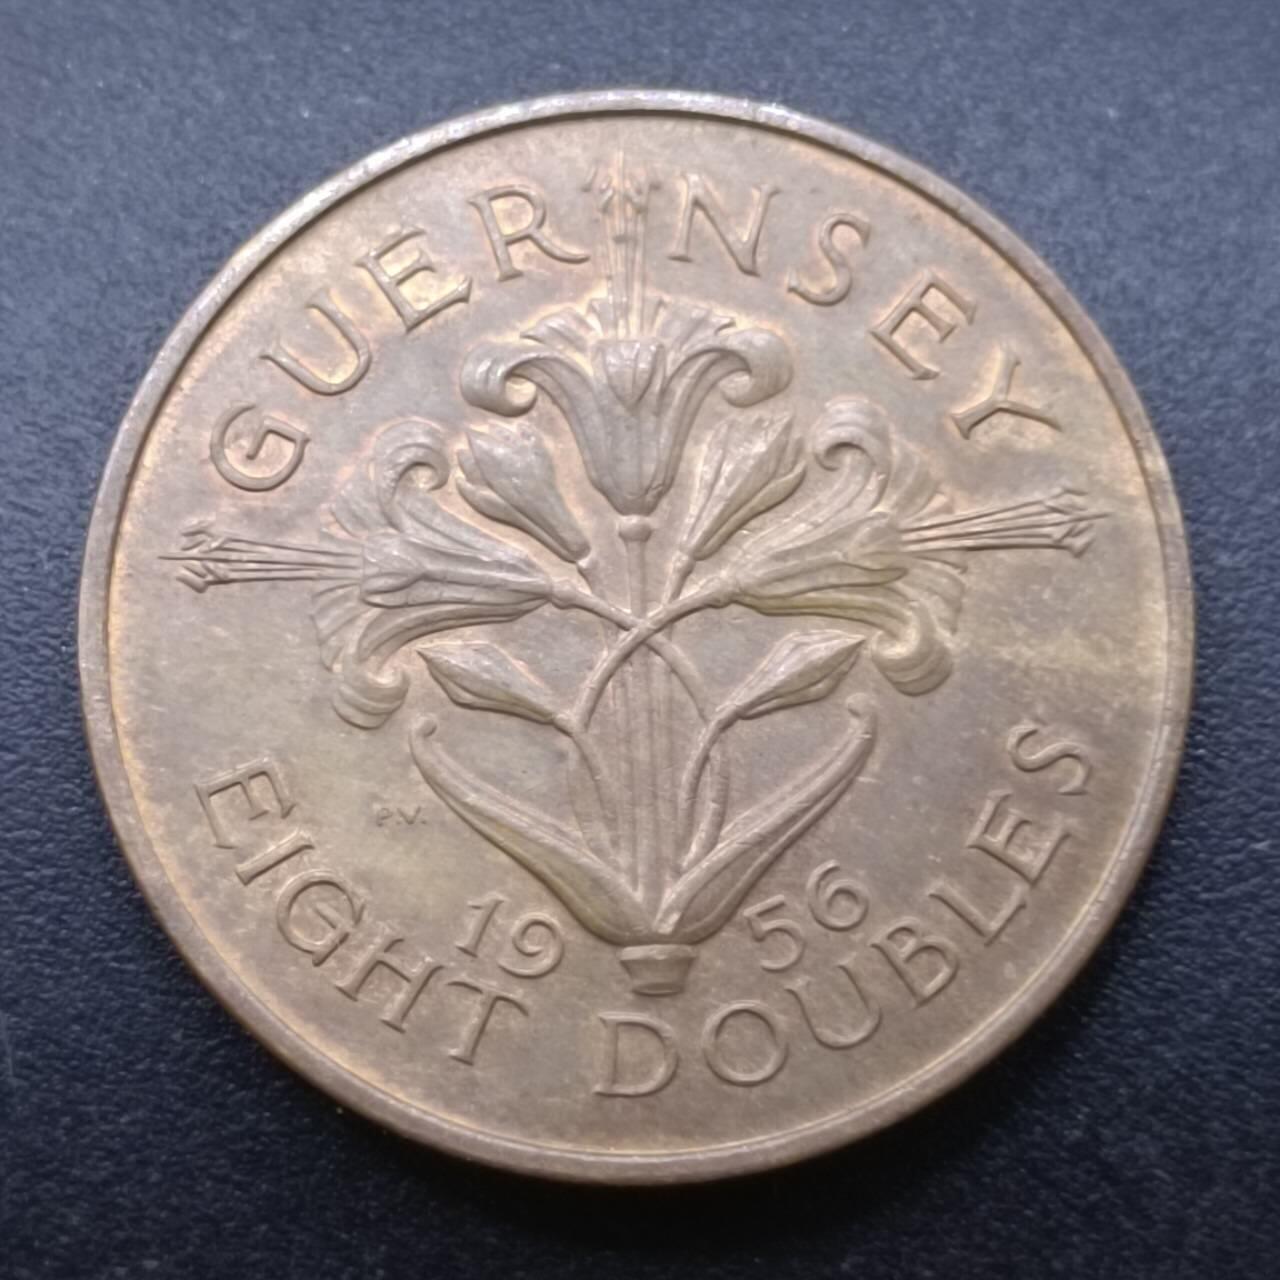 GUERNSEY
P.V.
19 56
EIGHT DOUBLES